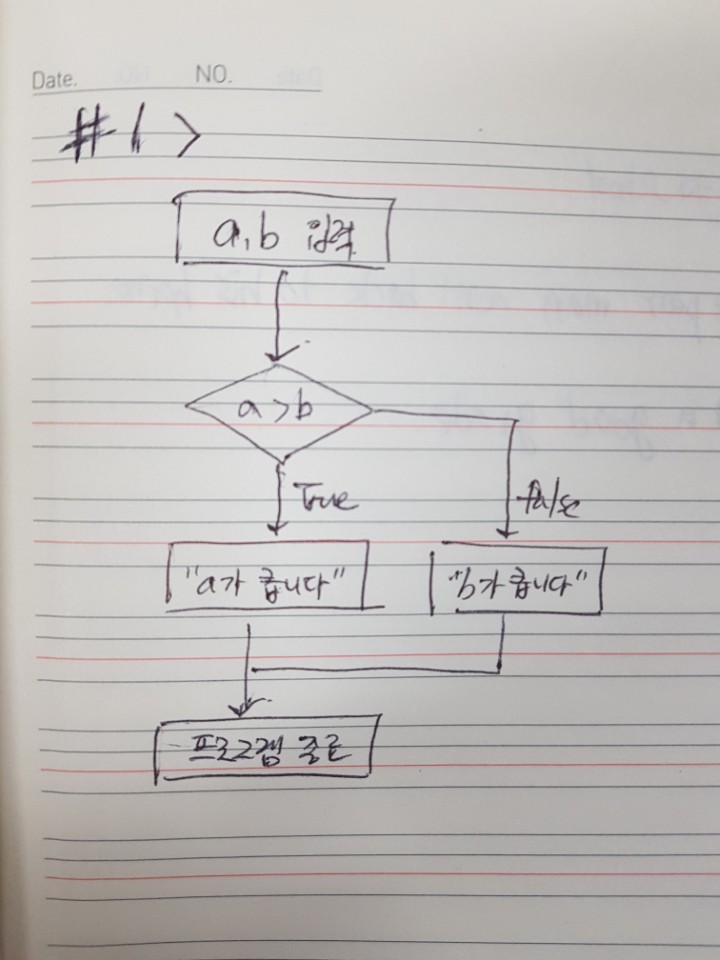 Date. NO.
#1>
a,b 입력
a>b
True
false
"a가 큽니다" "b가 큽니다"
프로그램 종료